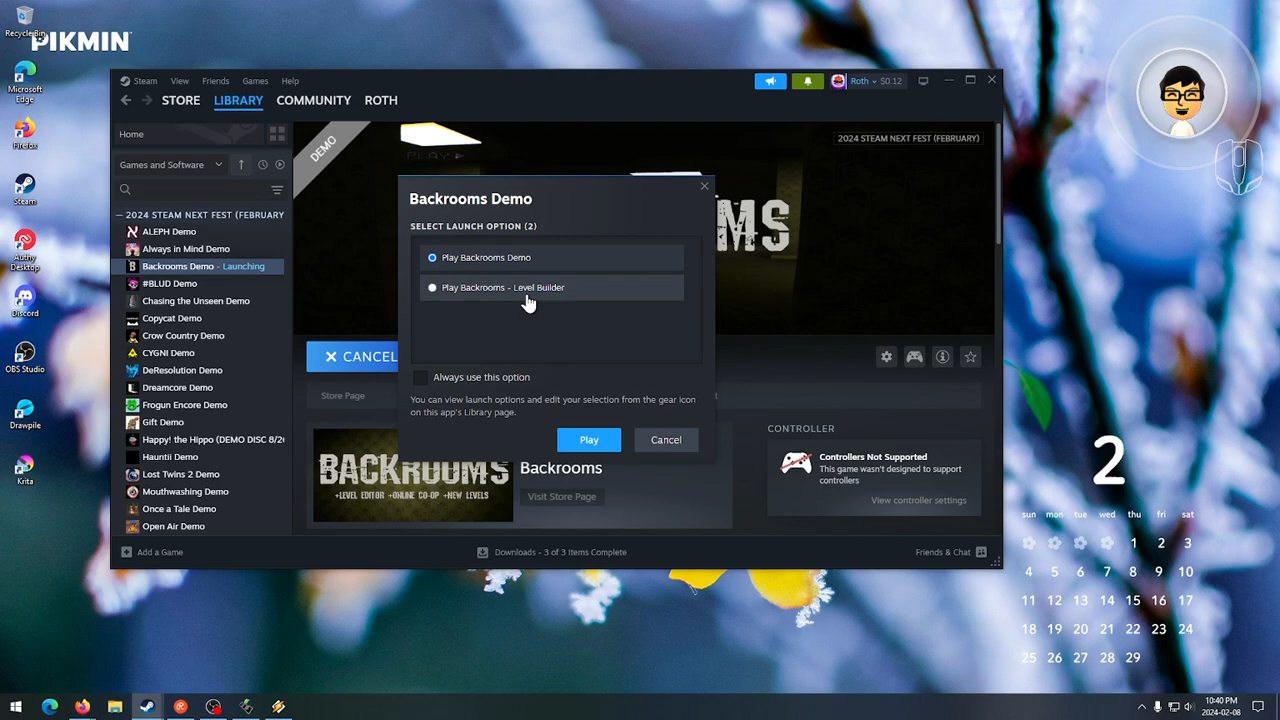 Recycle Bin
PIKMIN
Microsoft
Edge
Firefox
Steam
Authy
Desktop
Discord
OBS Studio
Drawpile
Krita
Steam View Friends Games Help
Roth $0.12
STORE LIBRARY COMMUNITY ROTH
Home
Games and Software
2024 STEAM NEXT FEST (FEBRUARY
ALEPH Demo
Always in Mind Demo
Backrooms Demo - Launching
#BLUD Demo
Chasing the Unseen Demo
Copycat Demo
Crow Country Demo
CYGNI Demo
DeResolution Demo
Dreamcore Demo
Frogun Encore Demo
Gift Demo
Happy! the Hippo (DEMO DISC 8/2
Hauntii Demo
Lost Twins 2 Demo
Mouthwashing Demo
Once a Tale Demo
Open Air Demo
DEMO
PLAY
2024 STEAM NEXT FEST (FEBRUARY)
MS
Backrooms Demo
SELECT LAUNCH OPTION (2)
Play Backrooms Demo
Play Backrooms - Level Builder
Always use this option
You can view launch options and edit your selection from the gear icon
on this app's Library page.
Play Cancel
CANCEL
Store Page
BACKROOMS
+LEVEL EDITOR +ONLINE CO-OP +NEW LEVELS
Backrooms
Visit Store Page
CONTROLLER
Controllers Not Supported
This game wasn't designed to support
controllers
View controller settings
Add a Game
Downloads - 3 of 3 Items Complete
Friends & Chat
2
sun mon tue wed thu fri sat
1 2 3
4 5 6 7 8 9 10
11 12 13 14 15 16 17
18 19 20 21 22 23 24
25 26 27 28 29
10:40 PM
2024-02-08